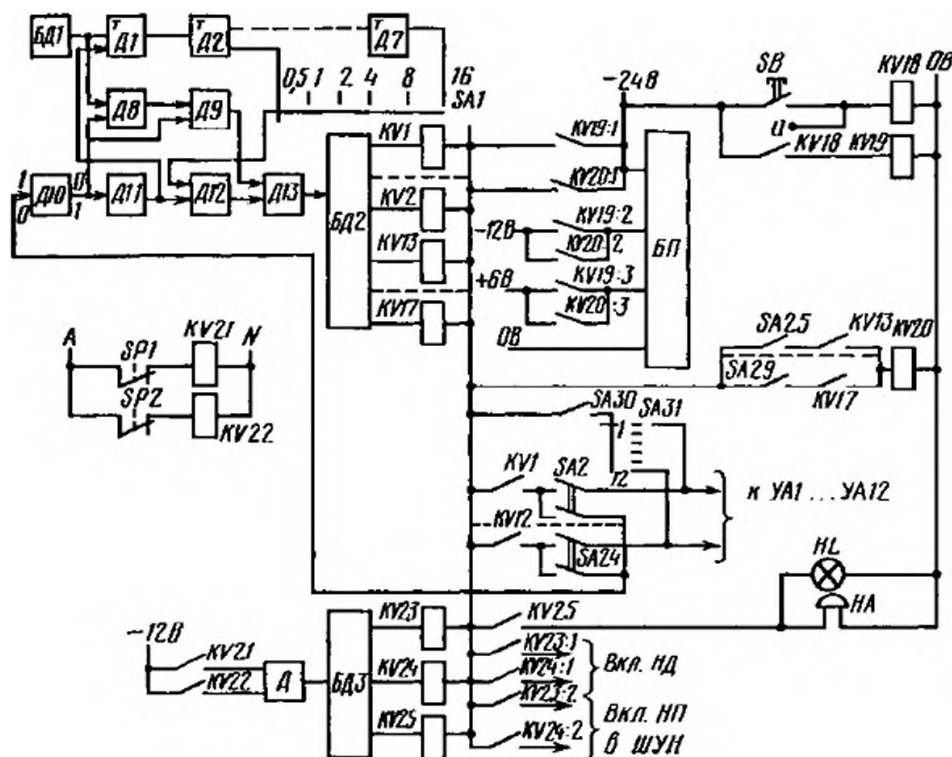 БД1
т Д1
т Д2
т Д7
0,5 1 2 4 8 16
SA1
Д8
Д9
1
0
Д10
0
1
Д11
Д12
Д13
БД2
KV1
KV2
KV13
KV17
-24В
KV19:1
KV20:1
-12В
KV19:2
KV20:2
+6В
KV19:3
KV20:3
0В
БП
SB
KV18
0В
KV18
KV19
SA25
KV13
KV20
SA29
KV17
A
N
SP1
KV21
SP2
KV22
SA30
SA31
1
12
KV1
SA2
KV12
SA24
к УА1 ... УА12
HL
HA
-12В
KV21
KV22
Д
БД3
KV23
KV24
KV25
KV25
KV23:1
KV24:1
KV23:2
KV24:2
Вкл. НД
Вкл. НП
В ШУН